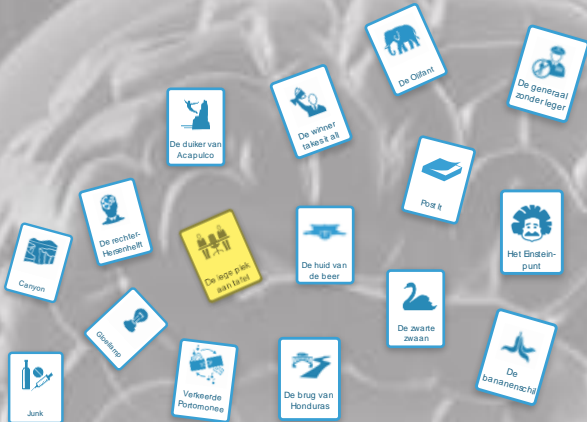 De Olifant
De generaal
zonder leger
De winner
takes it all
De duiker van
Acapulco
Post It
De rechter-
Hersenhelft
De lege plek
aan tafel
De huid van
de beer
Het Einstein-
punt
Canyon
Gloeilamp
De zwarte
zwaan
Junk
Verkeerde
Portomonee
De brug van
Honduras
De
bananenschil